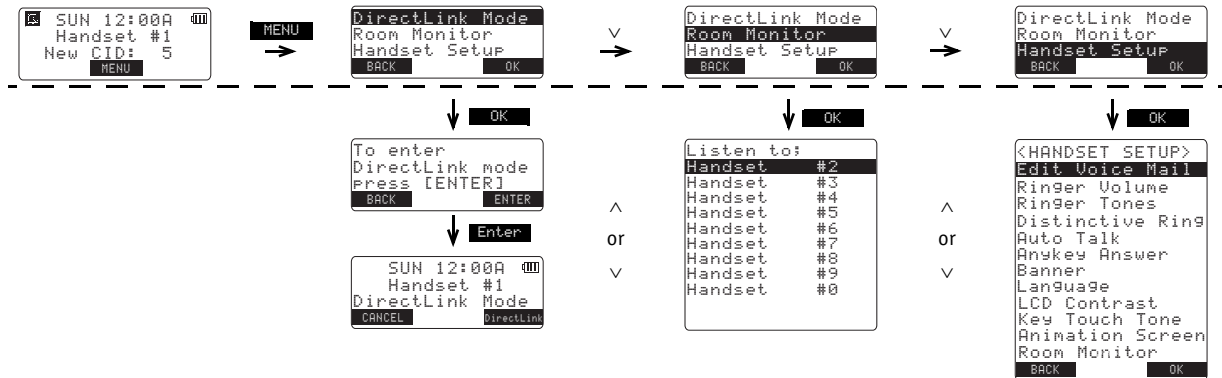 SUN 12:00A
Handset #1
New CID: 5
MENU
MENU
DirectLink Mode
Room Monitor
Handset Setup
BACK OK
DirectLink Mode
Room Monitor
Handset Setup
BACK OK
DirectLink Mode
Room Monitor
Handset Setup
BACK OK
OK
To enter
DirectLink mode
press [ENTER]
BACK ENTER
Enter
SUN 12:00A
Handset #1
DirectLink Mode
CANCEL DirectLink
or
OK
Listen to:
Handset #2
Handset #3
Handset #4
Handset #5
Handset #6
Handset #7
Handset #8
Handset #9
Handset #0
or
OK
<HANDSET SETUP>
Edit Voice Mail
Ringer Volume
Ringer Tones
Distinctive Ring
Auto Talk
Anykey Answer
Banner
Language
LCD Contrast
Key Touch Tone
Animation Screen
Room Monitor
BACK OK